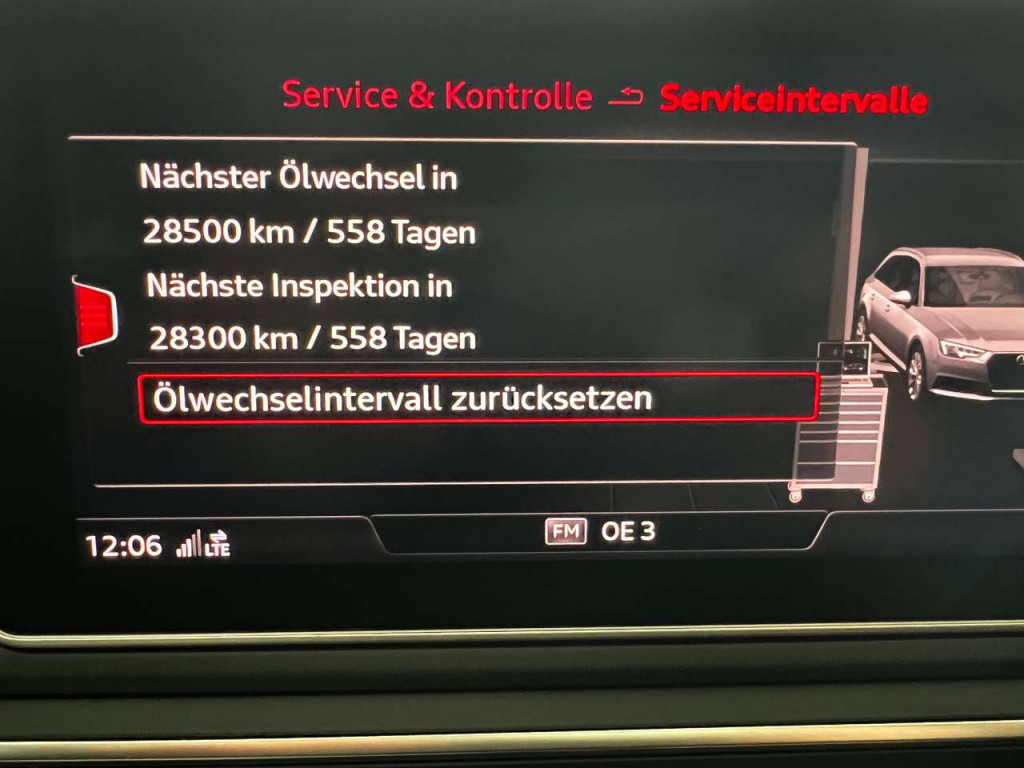 Service & Kontrolle Serviceintervalle
Nächster Ölwechsel in
28500 km / 558 Tagen
Nächste Inspektion in
28300 km / 558 Tagen
Ölwechselintervall zurücksetzen
12:06 LTE FM OE 3